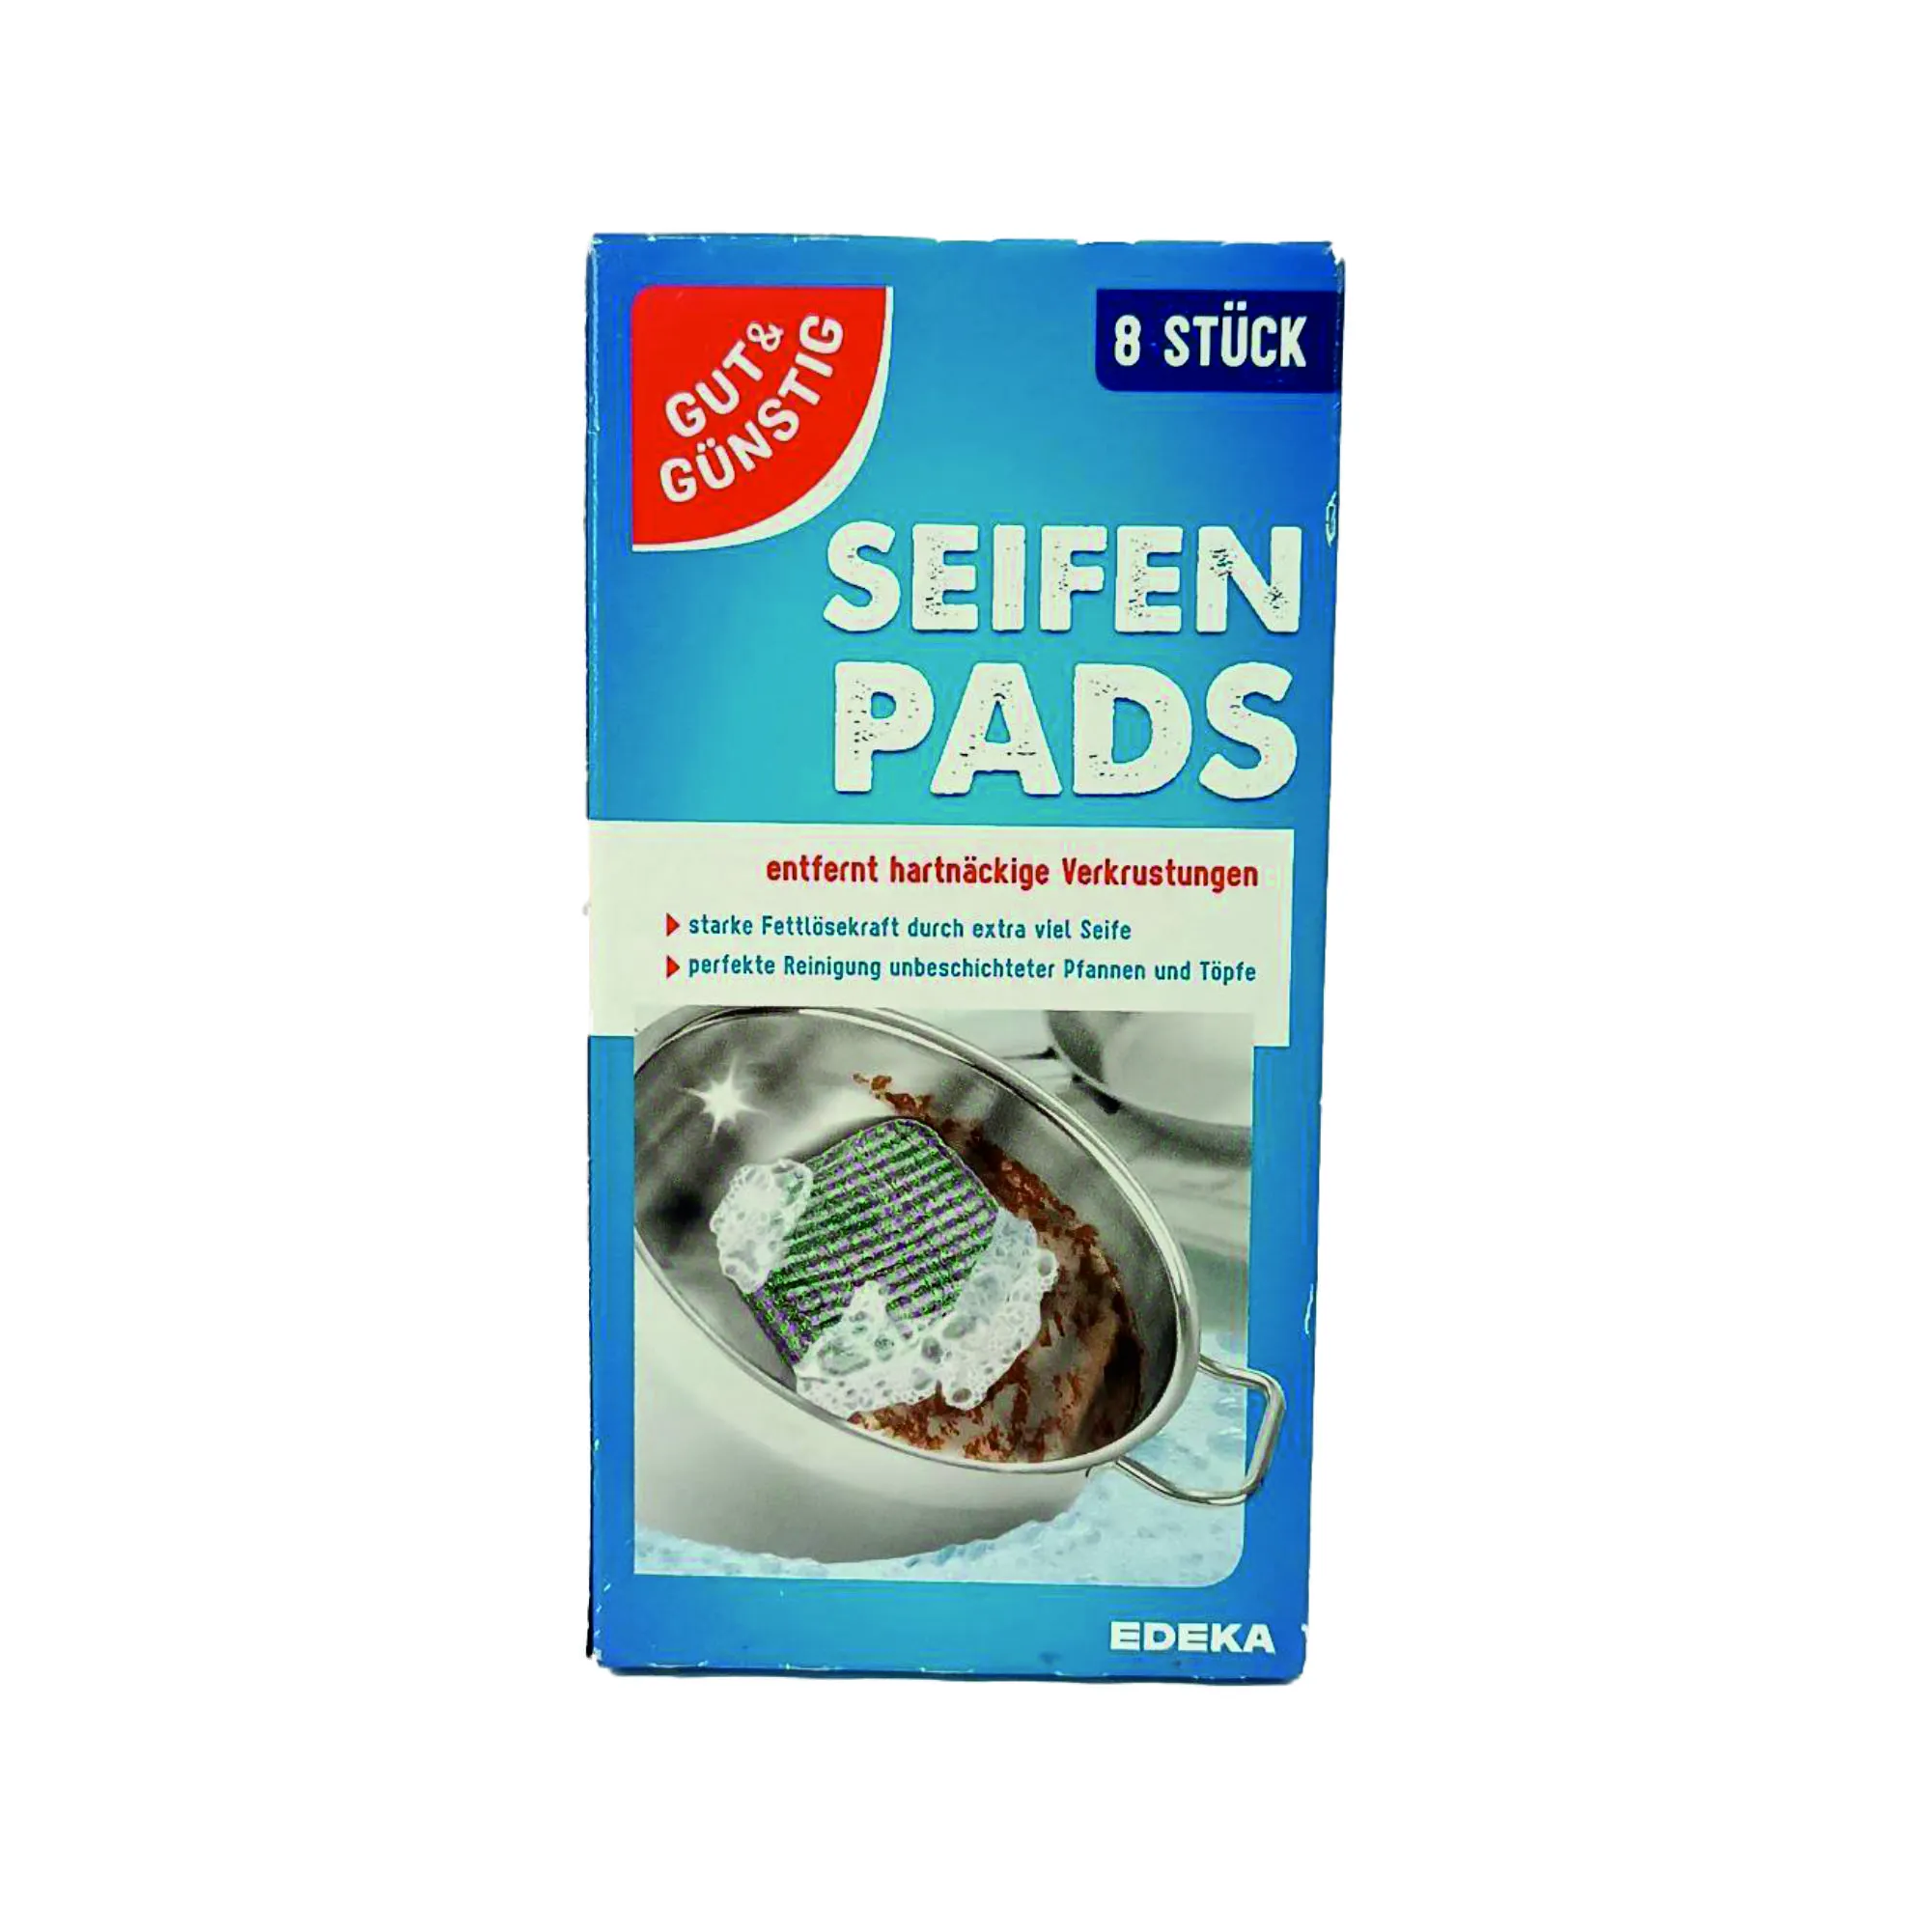 GUT&
GÜNSTIG
8 STÜCK
SEIFEN
PADS
entfernt hartnäckige Verkrustungen
starke Fettlösekraft durch extra viel Seife
perfekte Reinigung unbeschichteter Pfannen und Töpfe
EDEKA